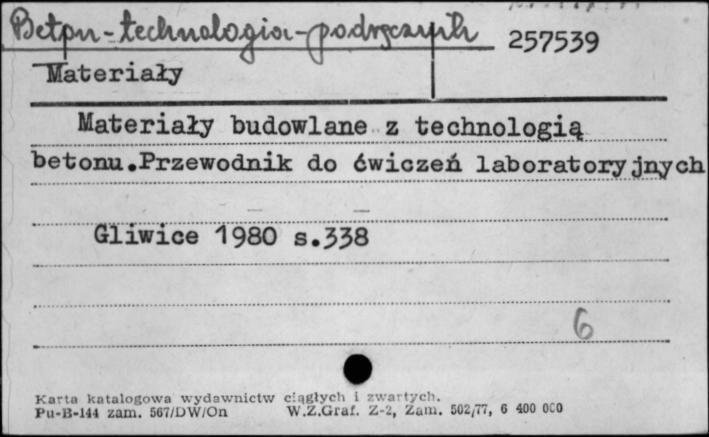 Beton-technologia-podręcznik 257539
Materiały
Materiały budowlane z technologią
betonu.Przewodnik do ćwiczeń laboratoryjnych
Gliwice 1980 s.338
6
Karta katalogowa wydawnictw ciągłych i zwartych.
Pu-B-144 zam. 567/DW/On W.Z.Graf. Z-2, Zam. 502/77, 6 400 000